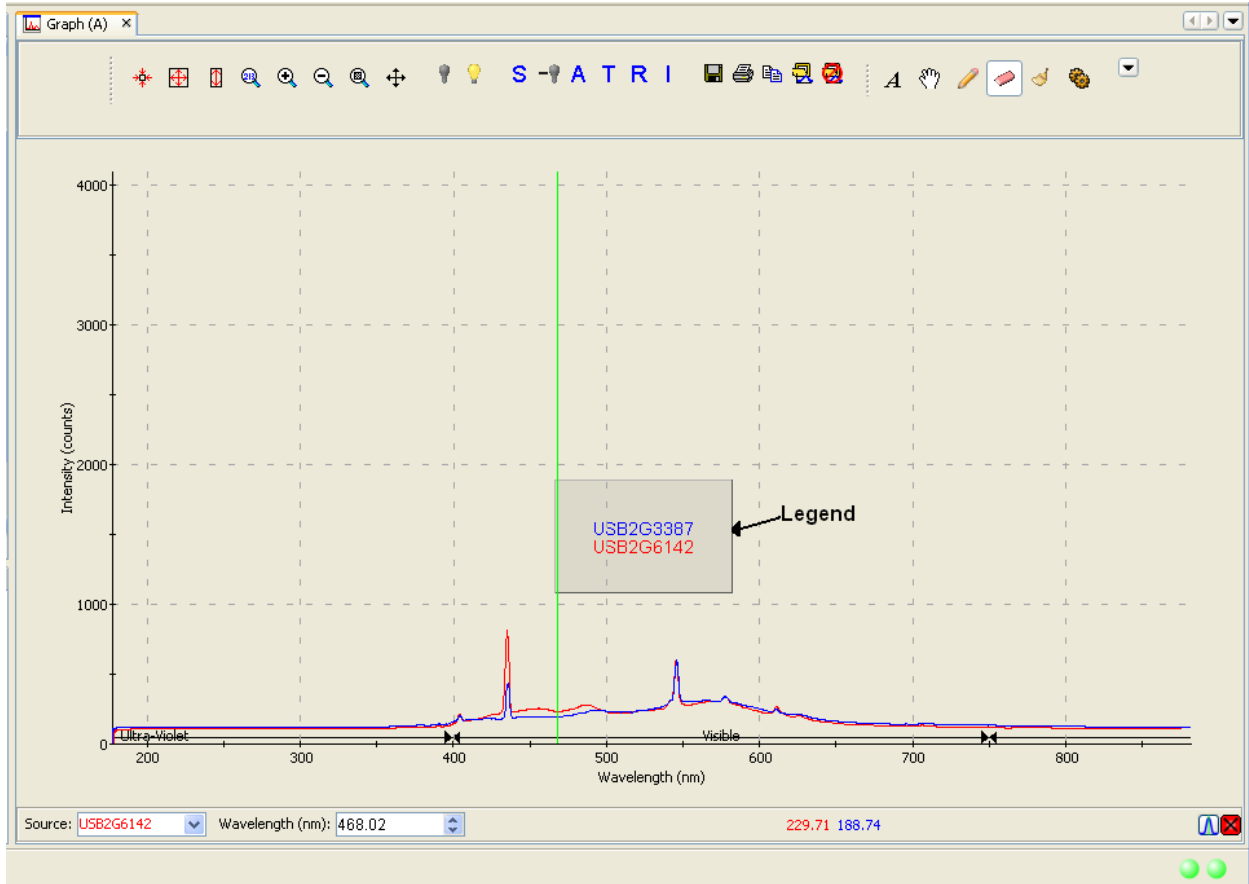 Graph (A)
S A T R I
A
4000
3000
Intensity (counts)
2000
USB2G3387
USB2G6142
Legend
1000
0
Ultra-Violet
Visible
200 300 400 500 600 700 800
Wavelength (nm)
Source: USB2G6142 Wavelength (nm): 468.02 229.71 188.74